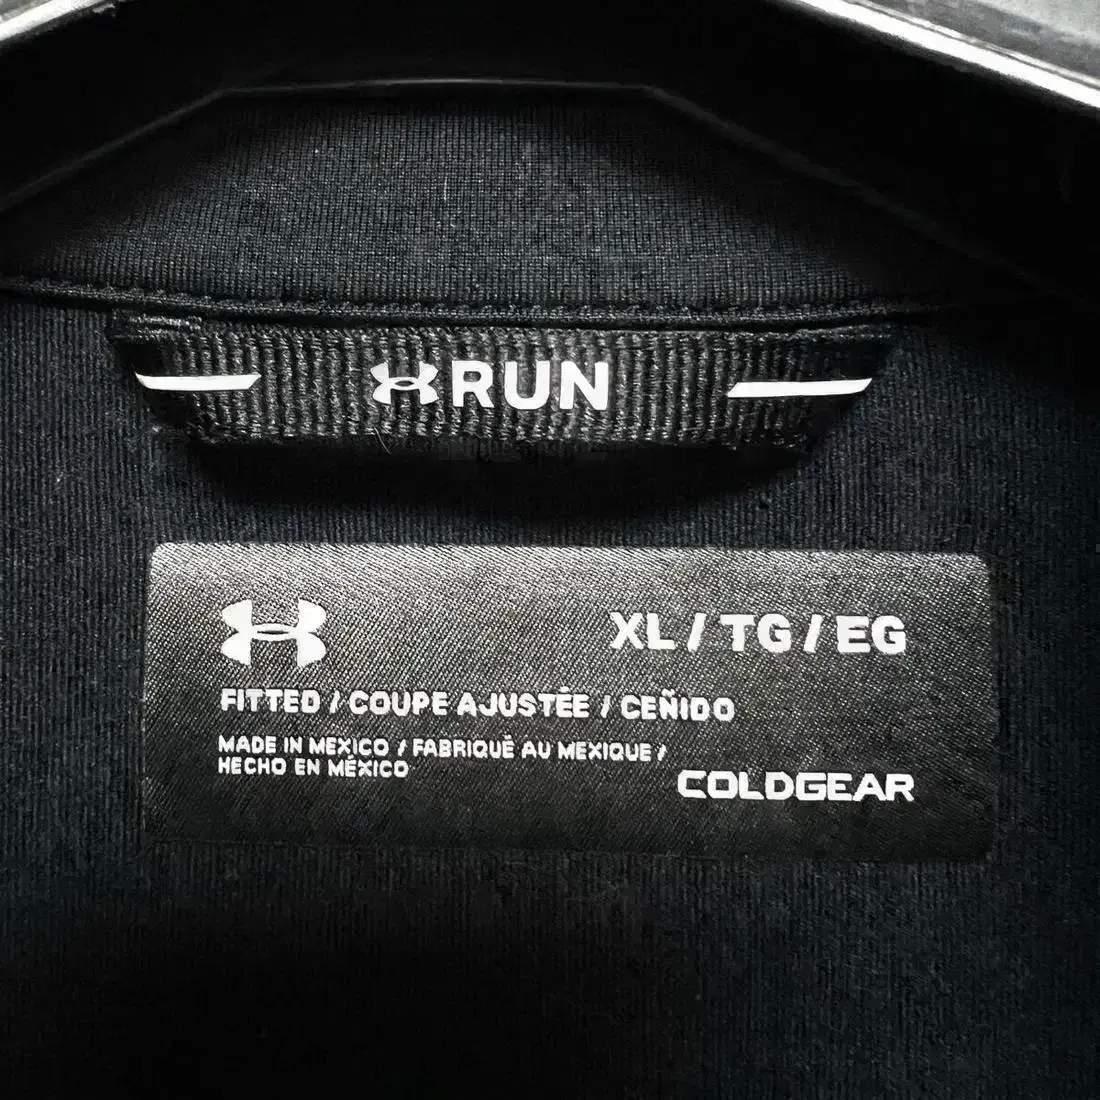 RUN
XL / TG / EG
FITTED / COUPE AJUSTÉE / CEÑIDO
MADE IN MEXICO / FABRIQUÉ AU MEXIQUE /
HECHO EN MÉXICO
COLDGEAR